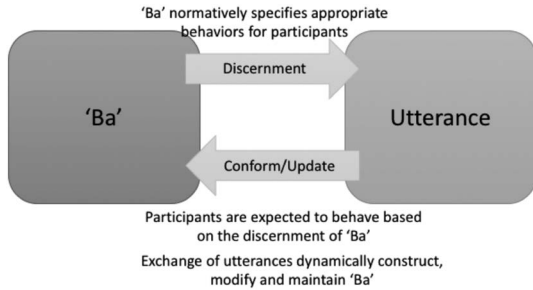 ‘Ba’ normatively specifies appropriate
behaviors for participants
Discernment
‘Ba’
Utterance
Conform/Update
Participants are expected to behave based
on the discernment of ‘Ba’
Exchange of utterances dynamically construct,
modify and maintain ‘Ba’